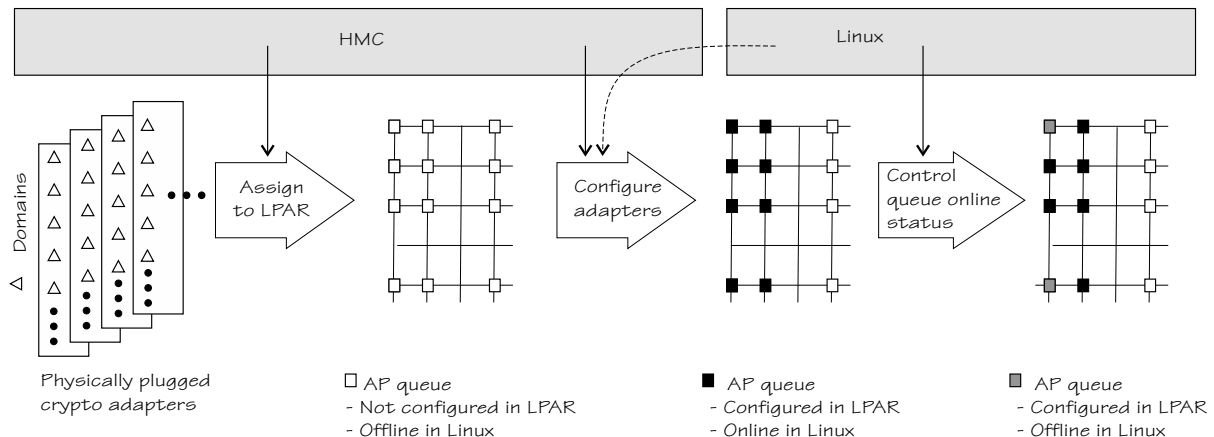 HMC
Linux
Domains
Assign
to LPAR
Configure
adapters
Control
queue online
status
Physically plugged
crypto adapters
AP queue
- Not configured in LPAR
- Offline in Linux
AP queue
- Configured in LPAR
- Online in Linux
AP queue
- Configured in LPAR
- Offline in Linux